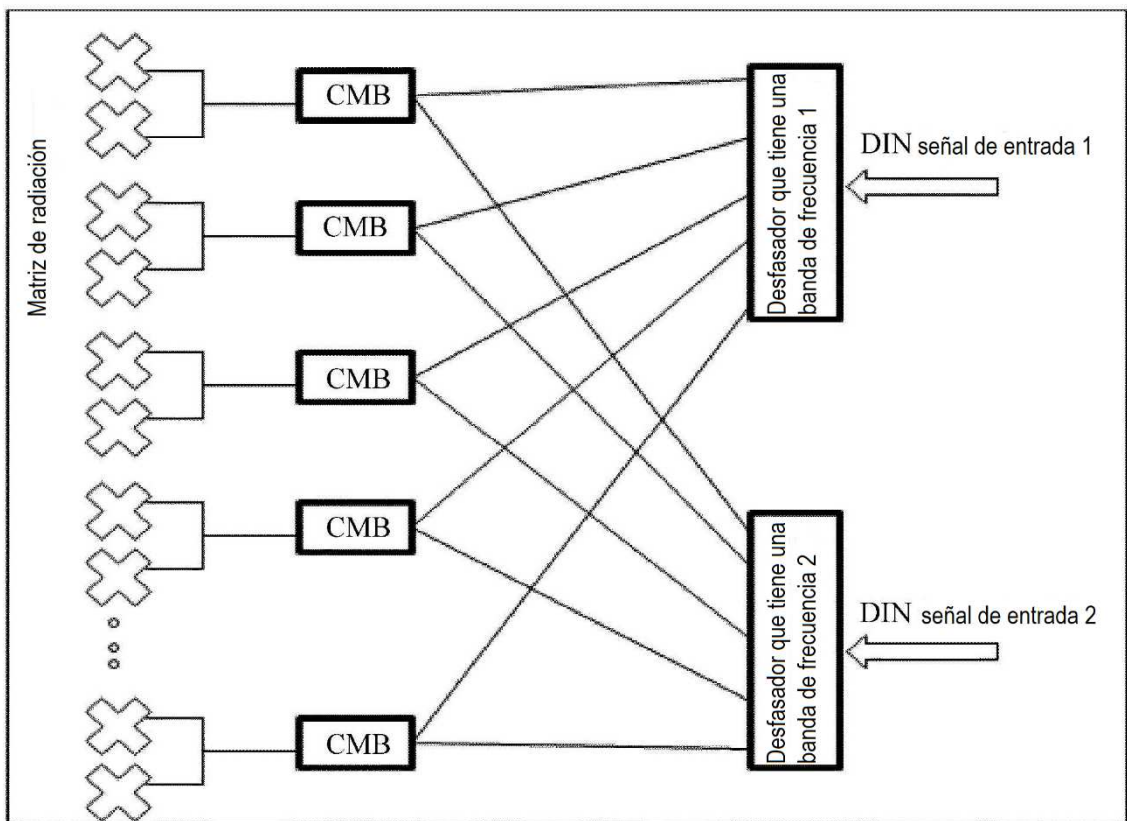 Matriz de radiación
CMB
CMB
CMB
CMB
CMB
Desfasador que tiene una
banda de frecuencia 1
DIN señal de entrada 1
Desfasador que tiene una
banda de frecuencia 2
DIN señal de entrada 2